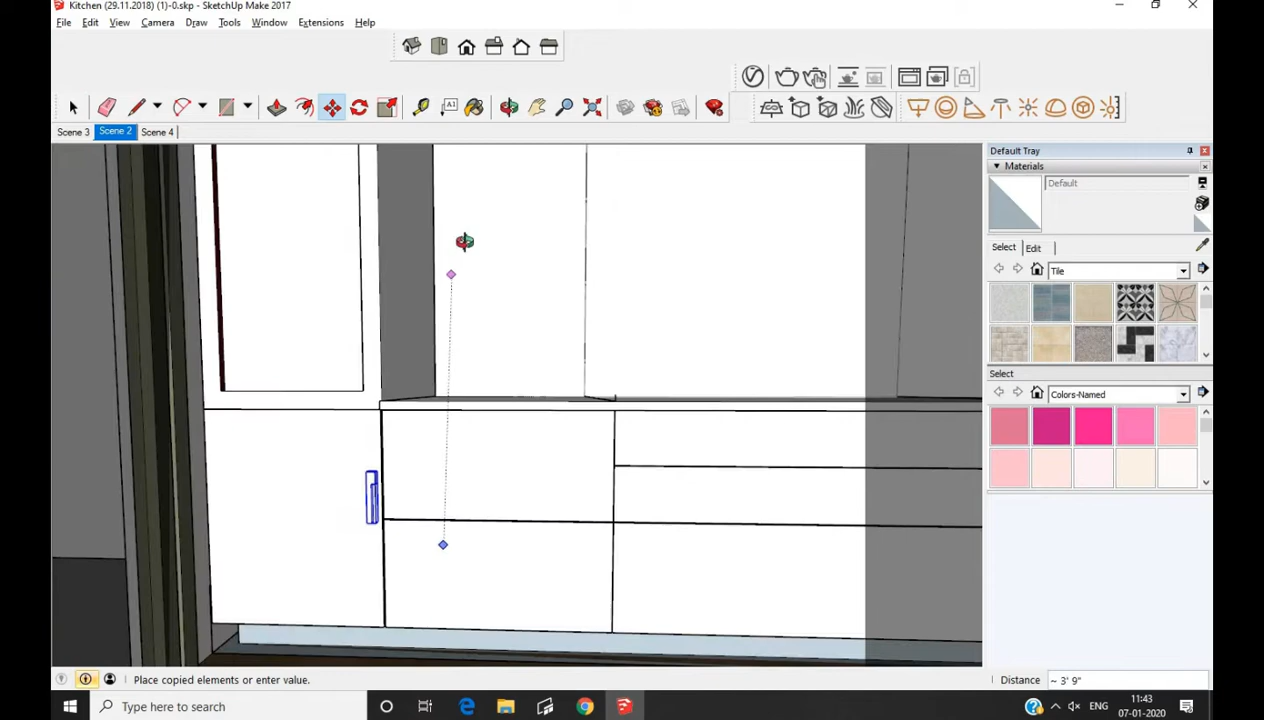 Kitchen (29.11.2018) (1)-0.skp - SketchUp Make 2017
File Edit View Camera Draw Tools Window Extensions Help
A1
Scene 3 Scene 2 Scene 4
Default Tray
Materials
Default
Select Edit
Tile
Select
Colors-Named
Place copied elements or enter value.
Distance ~ 3' 9"
Type here to search
ENG
11:43
07-01-2020